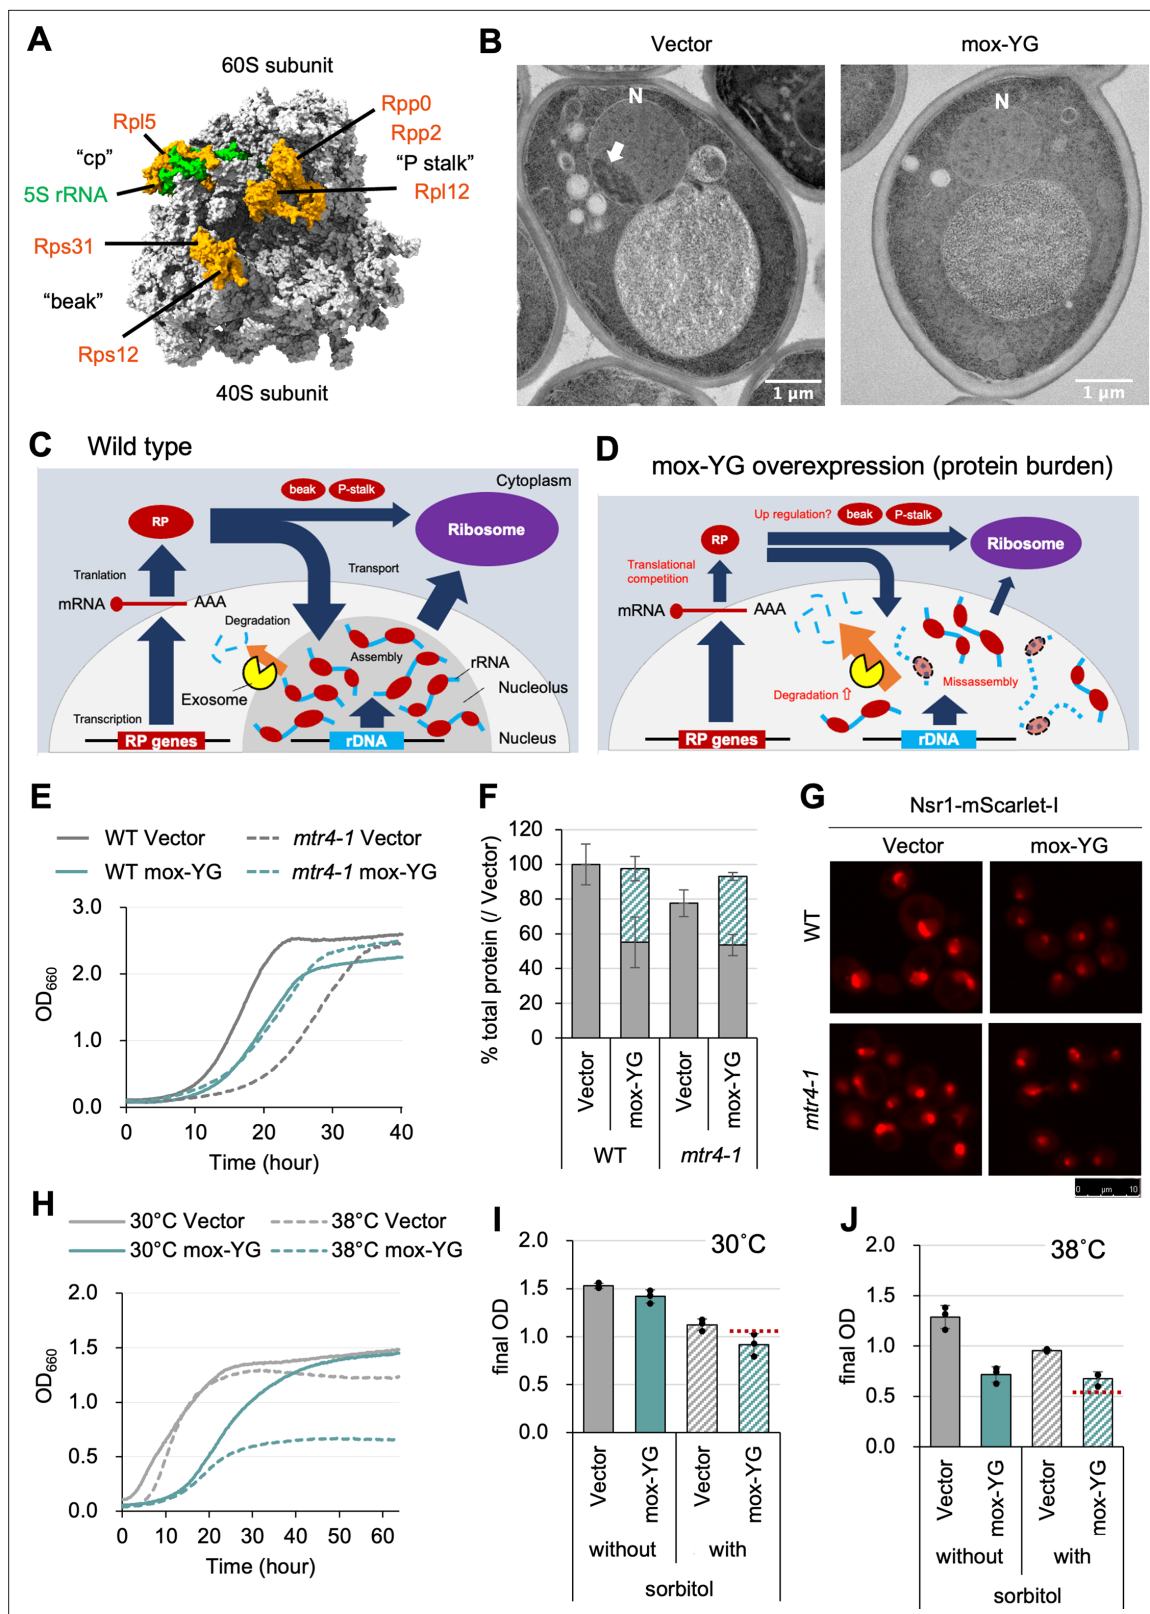 A
60S subunit
Rpl5
Rpp0
Rpp2
"cp"
"P stalk"
5S rRNA
Rpl12
Rps31
"beak"
Rps12
40S subunit
B
Vector
mox-YG
N
N
1 µm
1 µm
C
Wild type
beak
P-stalk
Cytoplasm
RP
Ribosome
Tranlation
Transport
mRNA
AAA
Degradation
Assembly
rRNA
Exosome
Nucleolus
Transcription
RP genes
rDNA
Nucleus
D
mox-YG overexpression (protein burden)
Up regulation?
beak
P-stalk
RP
Ribosome
Translational
competition
mRNA
AAA
Missassembly
Degradation ⇧
RP genes
rDNA
E
WT Vector
mtr4-1 Vector
WT mox-YG
mtr4-1 mox-YG
3.0
2.0
1.0
0.0
OD660
0 10 20 30 40
Time (hour)
F
120
100
80
60
40
20
0
% total protein (/ Vector)
Vector
mox-YG
Vector
mox-YG
WT
mtr4-1
G
Nsr1-mScarlet-I
Vector
mox-YG
WT
mtr4-1
0 µm 10
H
30°C Vector
38°C Vector
30°C mox-YG
38°C mox-YG
2.0
1.5
1.0
0.5
0.0
OD660
0 10 20 30 40 50 60
Time (hour)
I
30˚C
2.0
1.5
1.0
0.5
0.0
final OD
Vector
mox-YG
Vector
mox-YG
without
with
sorbitol
J
38˚C
2.0
1.5
1.0
0.5
0.0
final OD
Vector
mox-YG
Vector
mox-YG
without
with
sorbitol